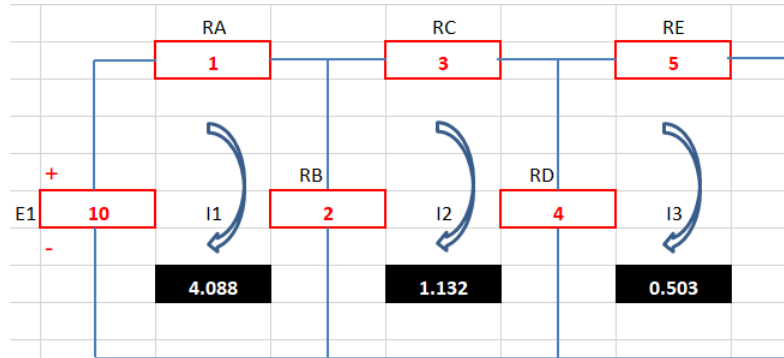 RA RC RE
1 3 5
+ RB RD
E1 10 I1 2 I2 4 I3
-
4.088 1.132 0.503